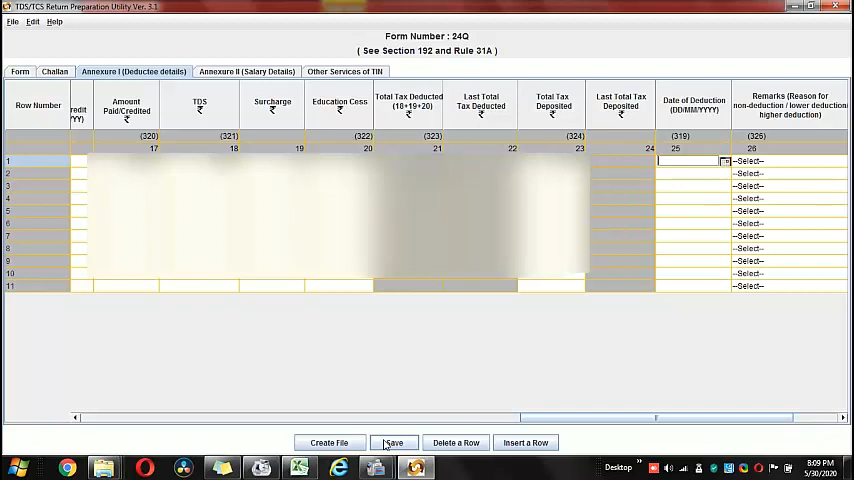 TDS/TCS Return Preparation Utility Ver. 3.1
File Edit Help
Form Number : 24Q
( See Section 192 and Rule 31A )
Form Challan Annexure I (Deductee details) Annexure II (Salary Details) Other Services of TIN
Row Number redit YY) Amount Paid/Credited ₹ TDS ₹ Surcharge ₹ Education Cess ₹ Total Tax Deducted (18+19+20) ₹ Last Total Tax Deducted ₹ Total Tax Deposited ₹ Last Total Tax Deposited ₹ Date of Deduction (DD/MM/YYYY) Remarks (Reason for non-deduction / lower deduction/ higher deduction)
(320) (321) (322) (323) (324) (319) (326)
17 18 19 20 21 22 23 24 25 26
1 --Select--
2 --Select--
3 --Select--
4 --Select--
5 --Select--
6 --Select--
7 --Select--
8 --Select--
9 --Select--
10 --Select--
11 --Select--
Create File Save Delete a Row Insert a Row
Desktop » 8:09 PM
5/30/2020